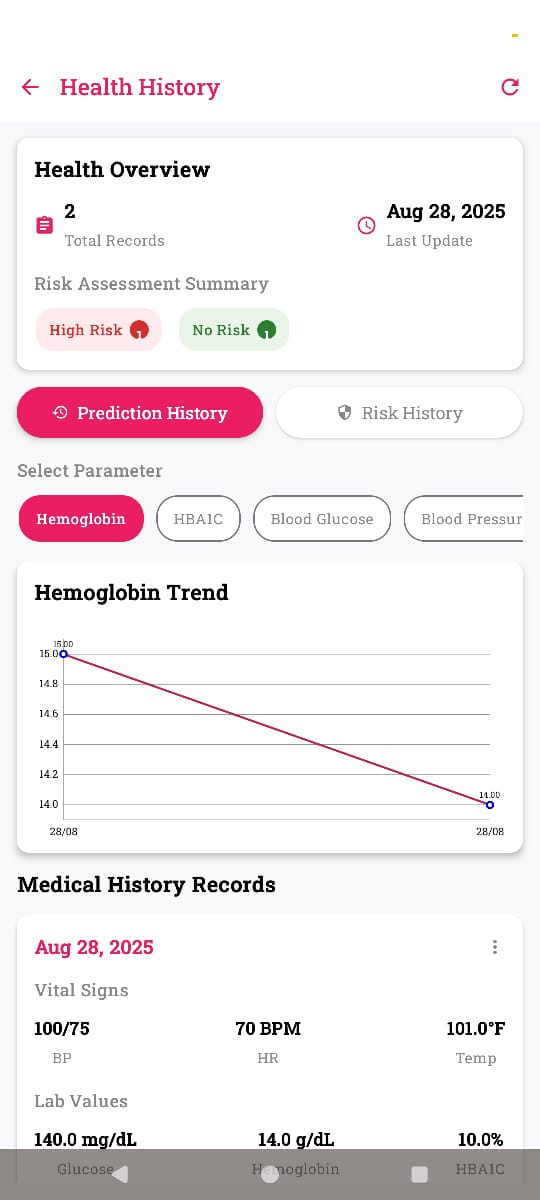 Health History
Health Overview
2
Total Records
Aug 28, 2025
Last Update
Risk Assessment Summary
High Risk 1
No Risk 1
Prediction History
Risk History
Select Parameter
Hemoglobin
HBA1C
Blood Glucose
Blood Pressur
Hemoglobin Trend
15.00
15.0
14.8
14.6
14.4
14.2
14.00
14.0
28/08
28/08
Medical History Records
Aug 28, 2025
Vital Signs
100/75
70 BPM
101.0°F
BP
HR
Temp
Lab Values
140.0 mg/dL
14.0 g/dL
10.0%
Glucose
Hemoglobin
HBA1C